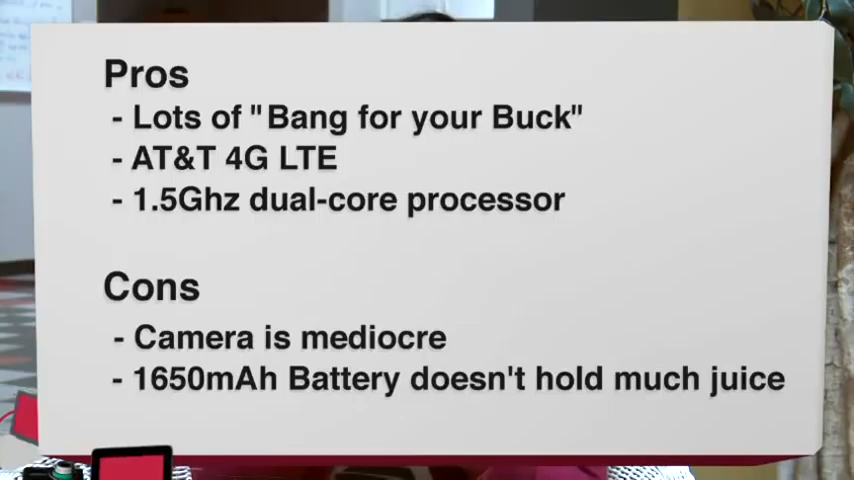 Pros
- Lots of "Bang for your Buck"
- AT&T 4G LTE
- 1.5Ghz dual-core processor
Cons
- Camera is mediocre
- 1650mAh Battery doesn't hold much juice